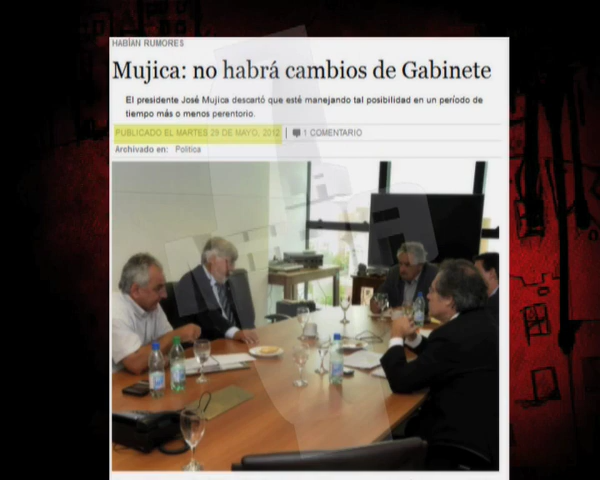 HABÍAN RUMORES
Mujica: no habrá cambios de Gabinete
El presidente José Mujica descartó que esté manejando tal posibilidad en un período de
tiempo más o menos perentorio.
PUBLICADO EL MARTES 29 DE MAYO, 2012 1 COMENTARIO
Archivado en: Política